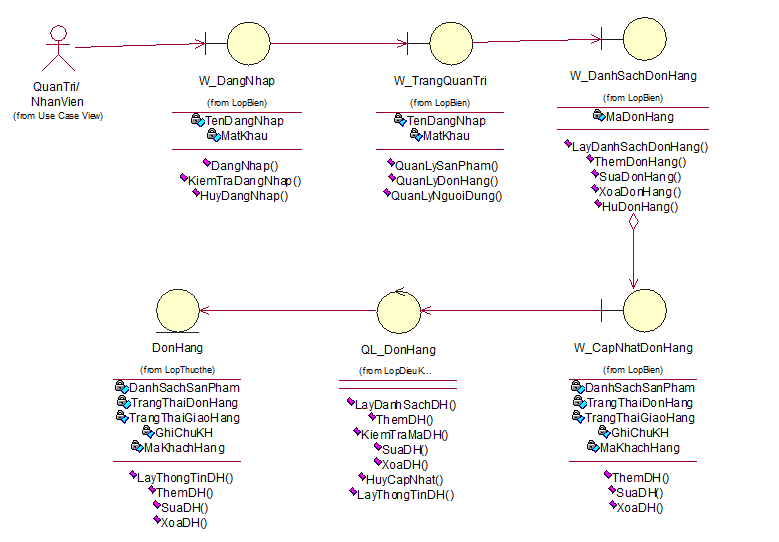 QuanTri/
NhanVien
(from Use Case View)
W_DangNhap
(from LopBien)
TenDangNhap
MatKhau
DangNhap()
KiemTraDangNhap()
HuyDangNhap()
W_TrangQuanTri
(from LopBien)
TenDangNhap
MatKhau
QuanLySanPham()
QuanLyDonHang()
QuanLyNguoiDung()
W_DanhSachDonHang
(from LopBien)
MaDonHang
LayDanhSachDonHang()
ThemDonHang()
SuaDonHang()
XoaDonHang()
HuDonHang()
DonHang
(from LopThucthe)
DanhSachSanPham
TrangThaiDonHang
TrangThaiGiaoHang
GhiChuKH
MaKhachHang
LayThongTinDH()
ThemDH()
SuaDH()
XoaDH()
QL_DonHang
(from LopDieuK...
LayDanhSachDH()
ThemDH()
KiemTraMaDH()
SuaDH()
XoaDH()
HuyCapNhat()
LayThongTinDH()
W_CapNhatDonHang
(from LopBien)
DanhSachSanPham
TrangThaiDonHang
TrangThaiGiaoHang
GhiChuKH
MaKhachHang
ThemDH()
SuaDH()
XoaDH()